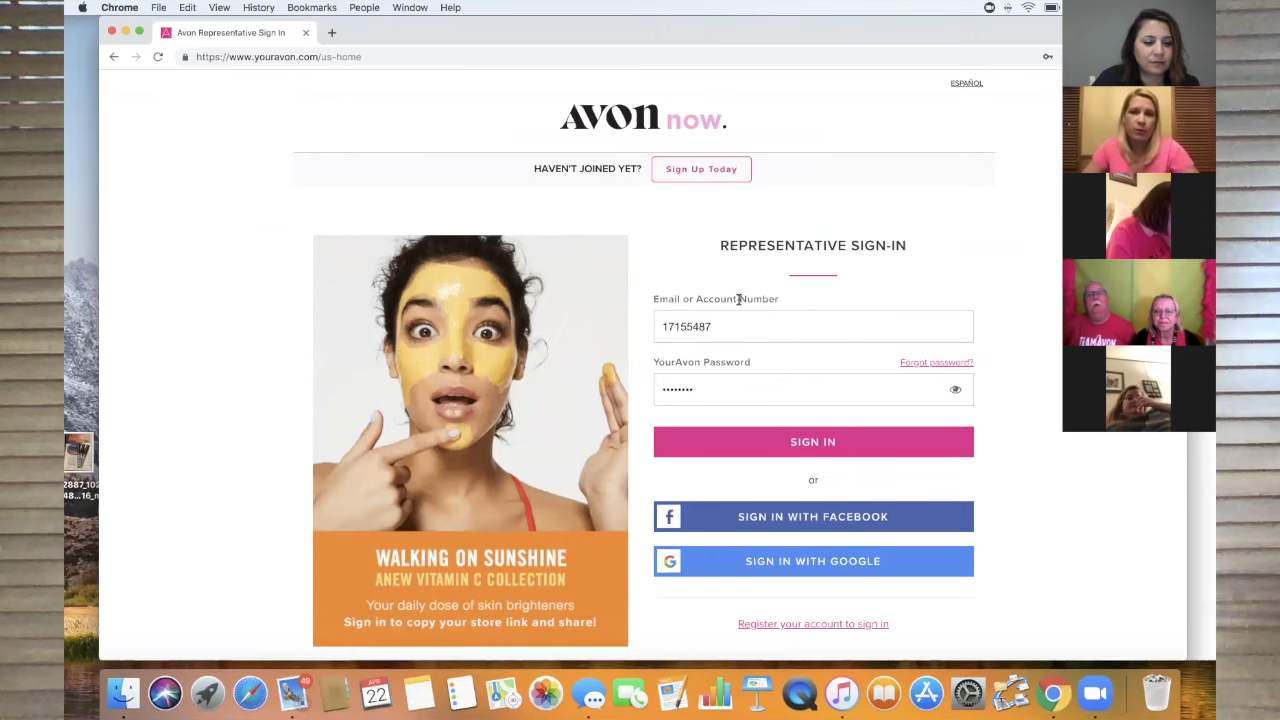 Chrome File Edit View History Bookmarks People Window Help
Avon Representative Sign In
https://www.youravon.com/us-home
ESPAÑOL
AVON now.
HAVEN'T JOINED YET? Sign Up Today
REPRESENTATIVE SIGN-IN
Email or Account Number
17155487
YourAvon Password Forgot password?
••••••••
SIGN IN
or
SIGN IN WITH FACEBOOK
SIGN IN WITH GOOGLE
Register your account to sign in
WALKING ON SUNSHINE
ANEW VITAMIN C COLLECTION
Your daily dose of skin brighteners
Sign in to copy your store link and share!
49
APR
22